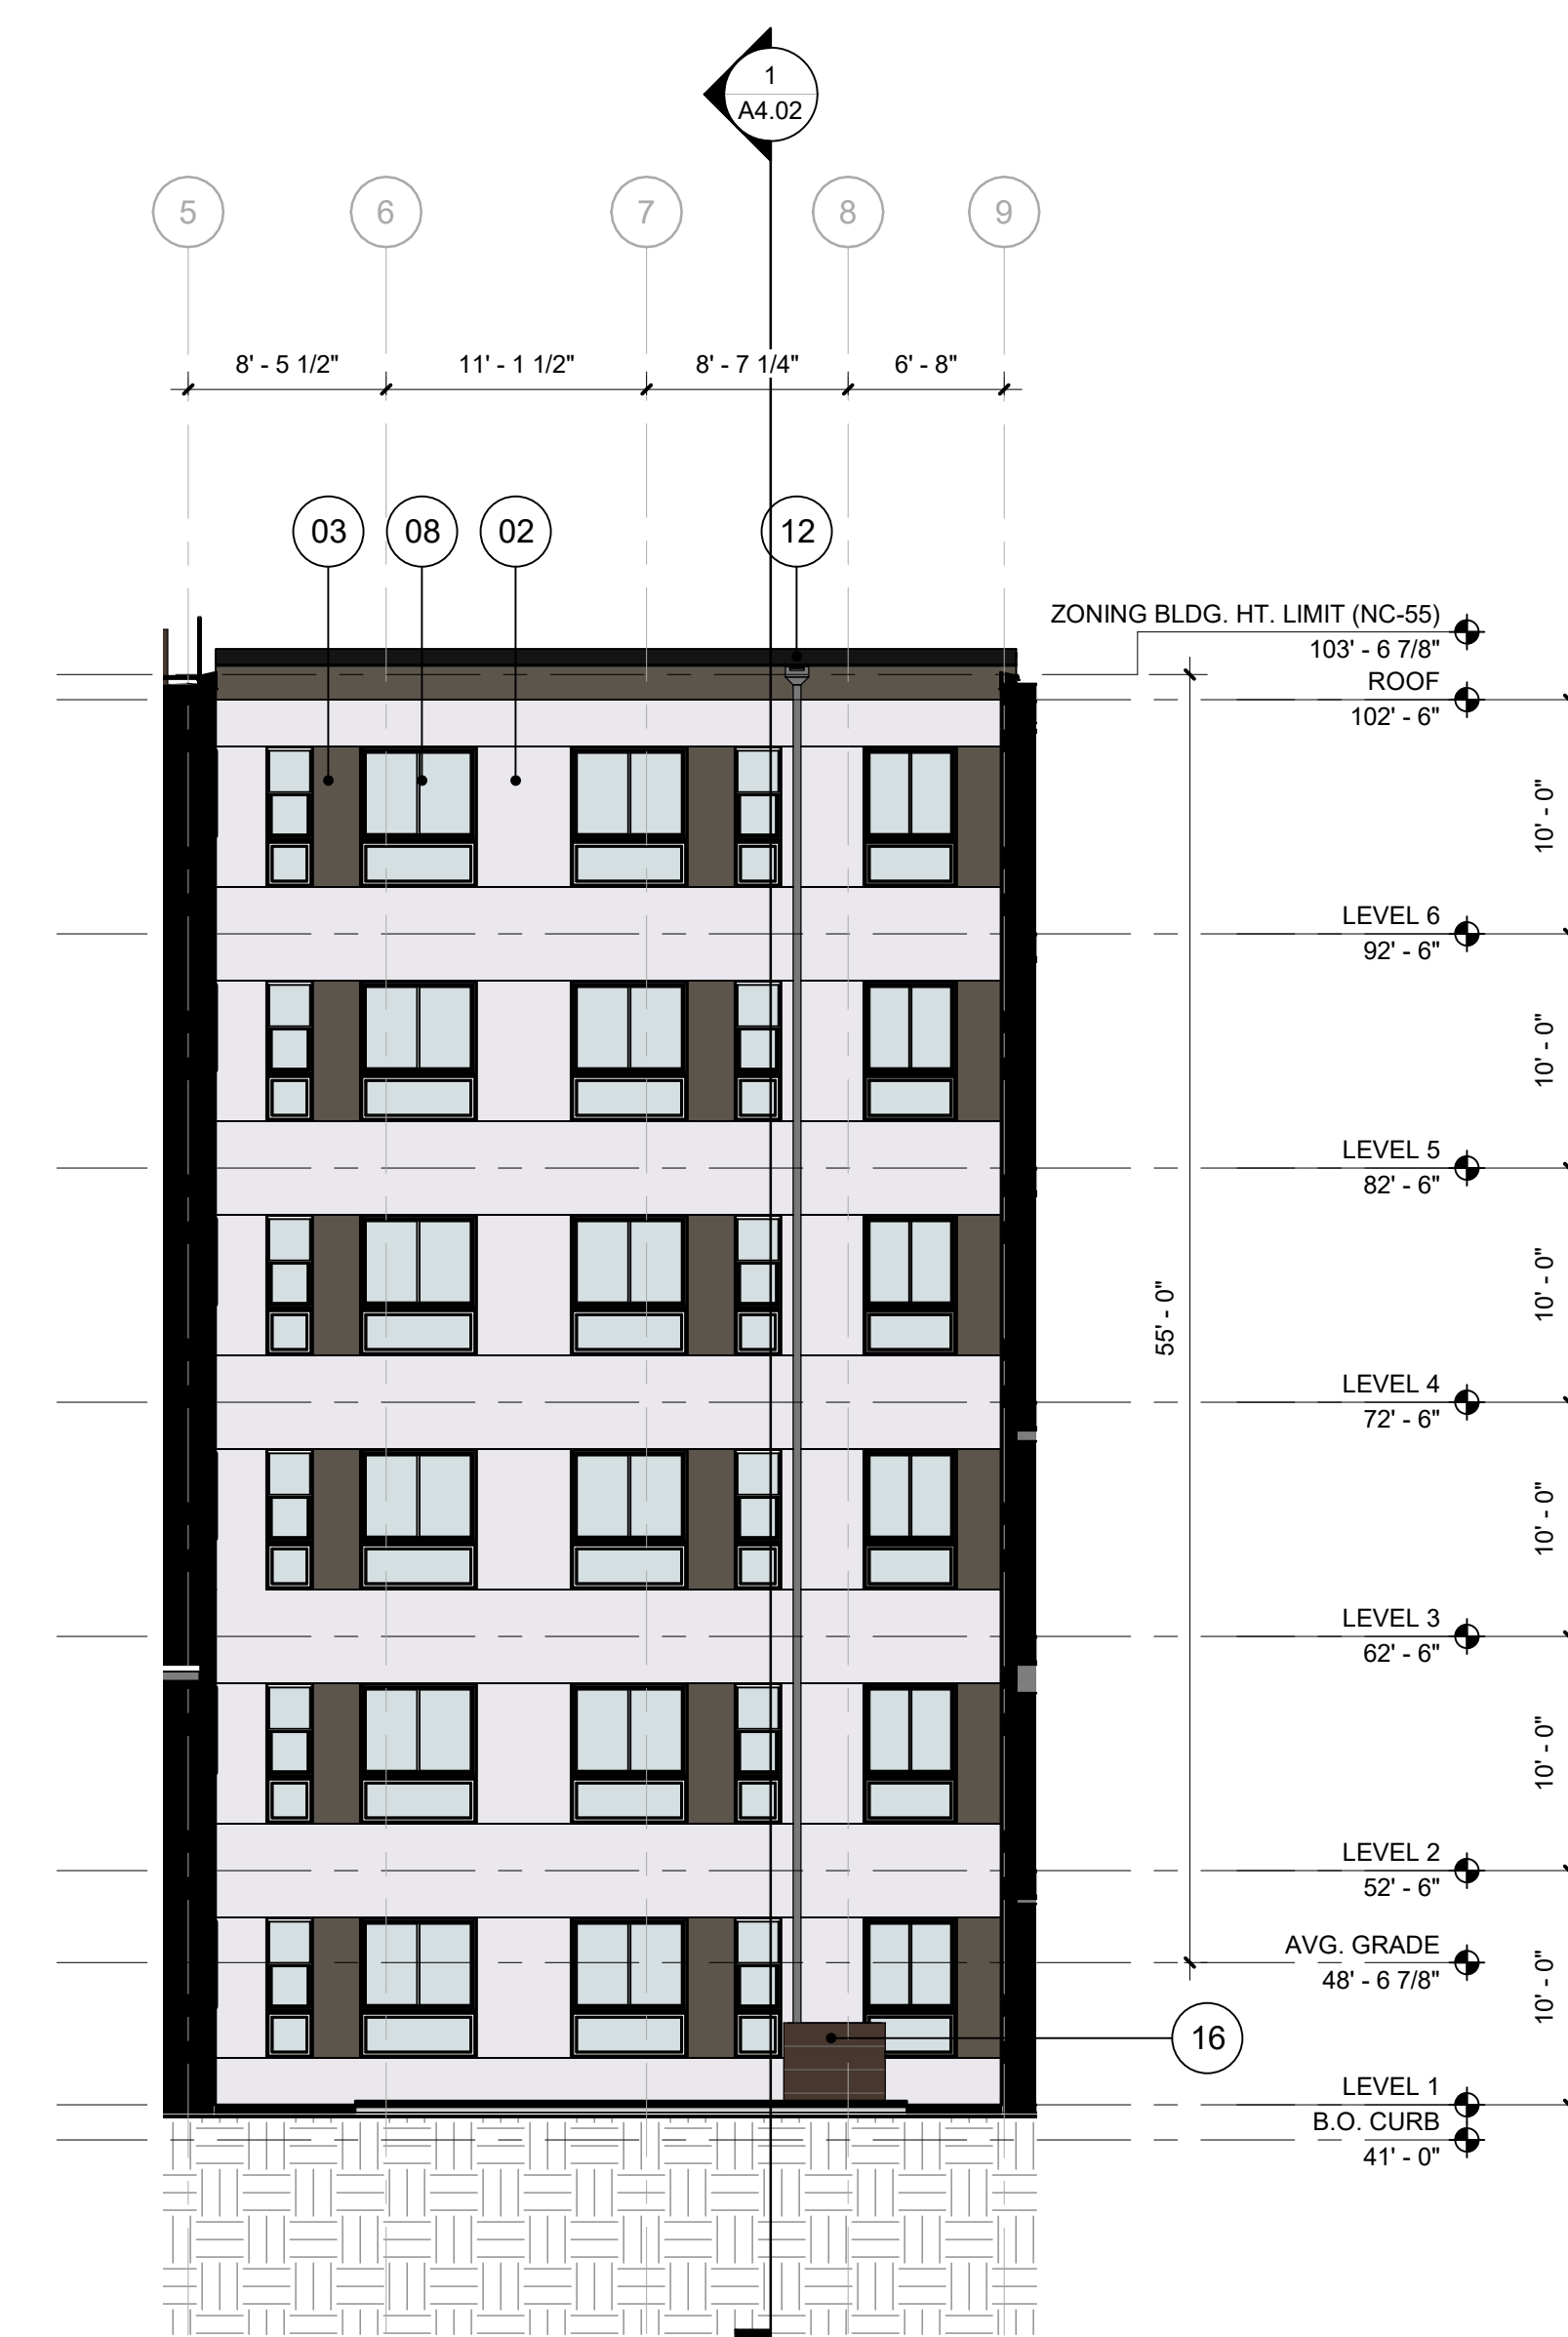 1
A4.02
5 6 7 8 9
8' - 5 1/2" 11' - 1 1/2" 8' - 7 1/4" 6' - 8"
03 08 02 12
ZONING BLDG. HT. LIMIT (NC-55)
103' - 6 7/8"
ROOF
102' - 6"
10' - 0"
LEVEL 6
92' - 6"
10' - 0"
LEVEL 5
82' - 6"
10' - 0"
55' - 0"
LEVEL 4
72' - 6"
10' - 0"
LEVEL 3
62' - 6"
10' - 0"
LEVEL 2
52' - 6"
AVG. GRADE
48' - 6 7/8"
10' - 0"
16
LEVEL 1
B.O. CURB
41' - 0"